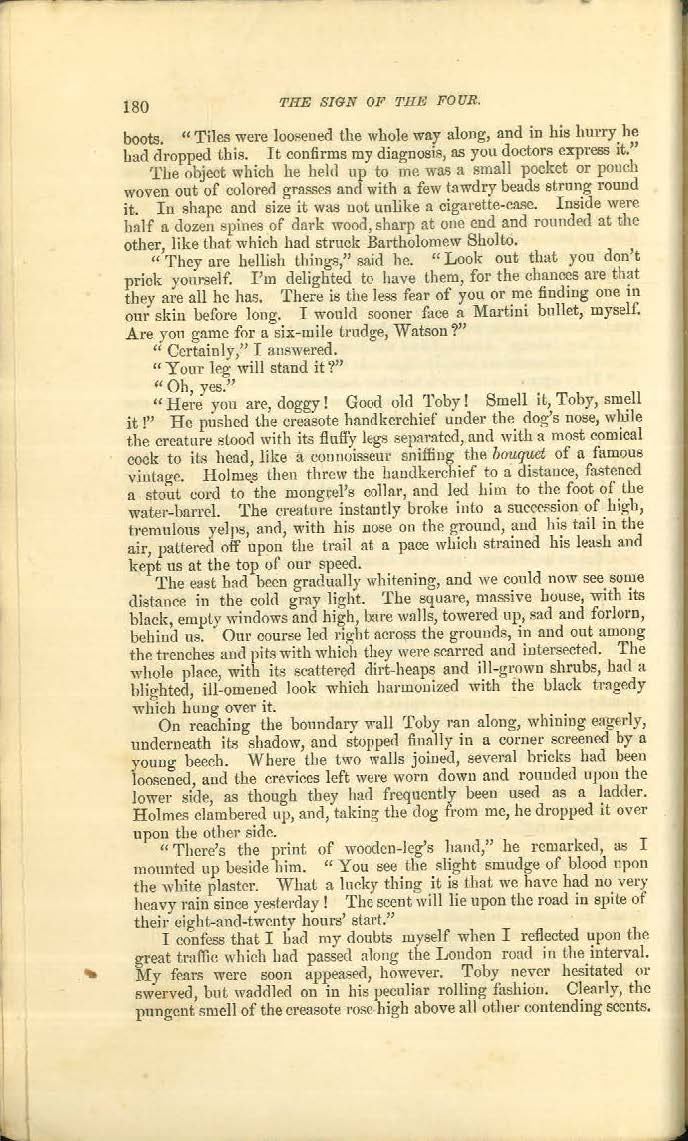 180
THE SIGN OF THE FOUR.
boots. “Tiles were loosened the whole way along, and in his hurry he
had dropped this. It confirms my diagnosis, as you doctors express it.”
The object which he held up to me was a small pocket or pouch
woven out of colored grasses and with a few tawdry beads strung round
it. In shape and size it was not unlike a cigarette-case. Inside were
half a dozen spines of dark wood, sharp at one end and rounded at the
other, like that which had struck Bartholomew Sholto.
“They are hellish things,” said he. “Look out that you don’t
prick yourself. I’m delighted to have them, for the chances are that
they are all he has. There is the less fear of you or me finding one in
our skin before long. I would sooner face a Martini bullet, myself.
Are you game for a six-mile trudge, Watson?”
“Certainly,” I answered.
“Your leg will stand it?”
“Oh, yes.”
“Here you are, doggy! Good old Toby! Smell it, Toby, smell
it!” He pushed the creasote handkerchief under the dog’s nose, while
the creature stood with its fluffy legs separated, and with a most comical
cock to its head, like a connoisseur sniffing the bouquet of a famous
vintage. Holmes then threw the handkerchief to a distance, fastened
a stout cord to the mongrel’s collar, and led him to the foot of the
water-barrel. The creature instantly broke into a succession of high,
tremulous yelps, and, with his nose on the ground, and his tail in the
air, pattered off upon the trail at a pace which strained his leash and
kept us at the top of our speed.
The east had been gradually whitening, and we could now see some
distance in the cold gray light. The square, massive house, with its
black, empty windows and high, bare walls, towered up, sad and forlorn,
behind us. Our course led right across the grounds, in and out among
the trenches and pits with which they were scarred and intersected. The
whole place, with its scattered dirt-heaps and ill-grown shrubs, had a
blighted, ill-omened look which harmonized with the black tragedy
which hung over it.
On reaching the boundary wall Toby ran along, whining eagerly,
underneath its shadow, and stopped finally in a corner screened by a
young beech. Where the two walls joined, several bricks had been
loosened, and the crevices left were worn down and rounded upon the
lower side, as though they had frequently been used as a ladder.
Holmes clambered up, and, taking the dog from me, he dropped it over
upon the other side.
“There’s the print of wooden-leg’s hand,” he remarked, as I
mounted up beside him. “You see the slight smudge of blood upon
the white plaster. What a lucky thing it is that we have had no very
heavy rain since yesterday! The scent will lie upon the road in spite of
their eight-and-twenty hours’ start.”
I confess that I had my doubts myself when I reflected upon the
great traffic which had passed along the London road in the interval.
My fears were soon appeased, however. Toby never hesitated or
swerved, but waddled on in his peculiar rolling fashion. Clearly, the
pungent smell of the creasote rose high above all other contending scents.